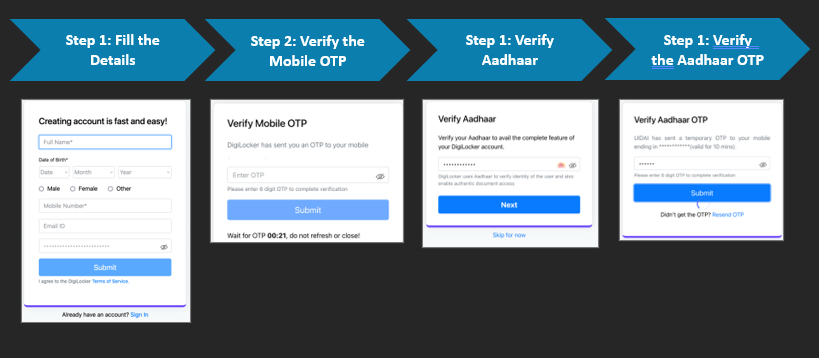 Step 1: Fill the
Details
Step 2: Verify the
Mobile OTP
Step 1: Verify
Aadhaar
Step 1: Verify
the Aadhaar OTP
Creating account is fast and easy!
Full Name*
Date of Birth*
Date
Month
Year
Male
Female
Other
Mobile Number*
Email ID
************************
Submit
I agree to the DigiLocker Terms of Service.
Already have an account? Sign In
Verify Mobile OTP
DigiLocker has sent you an OTP to your mobile
Enter OTP
Please enter 6 digit OTP to complete verification
Submit
Wait for OTP 00:21, do not refresh or close!
Verify Aadhaar
Verify your Aadhaar to avail the complete feature of
your DigiLocker account.
************
DigiLocker uses Aadhaar to verify identity of the user and also
enable authentic document access
Next
Skip for now
Verify Aadhaar OTP
UIDAI has sent a temporary OTP to your mobile
ending in ************(valid for 10 mins).
******
Please enter 6 digit OTP to complete verification
Submit
Didn't get the OTP? Resend OTP